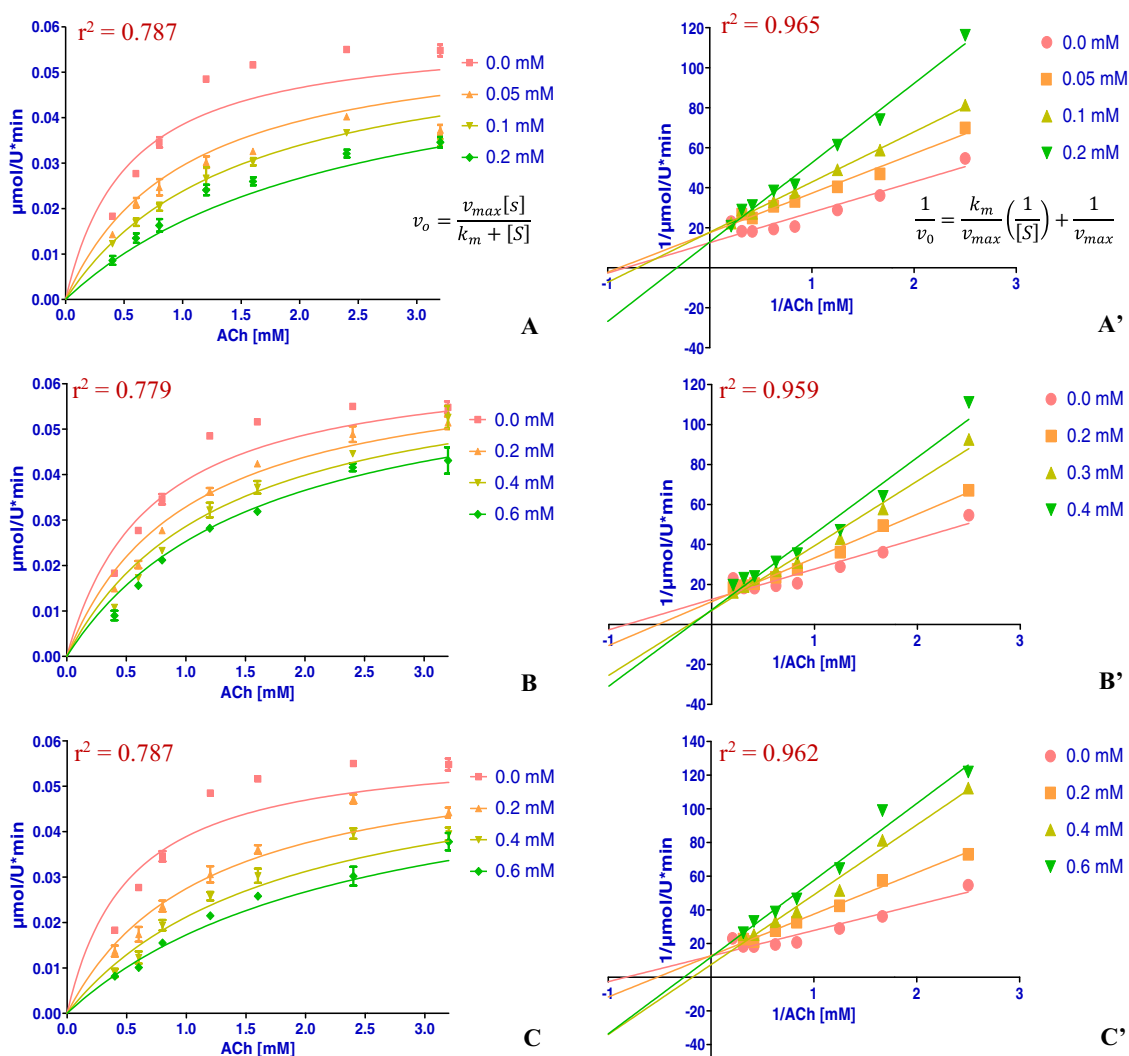 r² = 0.787
0.06
0.05
0.04
0.03
0.02
0.01
0.00
µmol/U*min
0.0 0.5 1.0 1.5 2.0 2.5 3.0
ACh [mM]
0.0 mM
0.05 mM
0.1 mM
0.2 mM
v_o = v_max[s] / k_m + [S]
A
r² = 0.965
120
100
80
60
40
20
-20
-40
1/µmol/U*min
-1 1 2 3
1/ACh [mM]
0.0 mM
0.05 mM
0.1 mM
0.2 mM
1/v_0 = k_m/v_max (1/[S]) + 1/v_max
A’
r² = 0.779
0.06
0.05
0.04
0.03
0.02
0.01
0.00
µmol/U*min
0.0 0.5 1.0 1.5 2.0 2.5 3.0
ACh [mM]
0.0 mM
0.2 mM
0.4 mM
0.6 mM
B
r² = 0.959
120
100
80
60
40
20
-20
-40
1/µmol/U*min
-1 1 2 3
1/ACh [mM]
0.0 mM
0.2 mM
0.3 mM
0.4 mM
B’
r² = 0.787
0.06
0.05
0.04
0.03
0.02
0.01
0.00
µmol/U*min
0.0 0.5 1.0 1.5 2.0 2.5 3.0
ACh [mM]
0.0 mM
0.2 mM
0.4 mM
0.6 mM
C
r² = 0.962
140
120
100
80
60
40
20
-20
-40
1/µmol/U*min
-1 1 2 3
1/ACh [mM]
0.0 mM
0.2 mM
0.4 mM
0.6 mM
C’